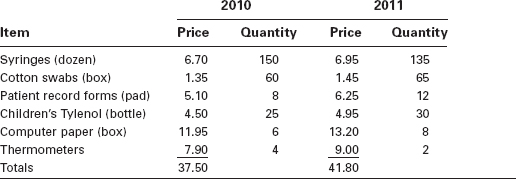 2010 2011
Item Price Quantity Price Quantity
Syringes (dozen) 6.70 150 6.95 135
Cotton swabs (box) 1.35 60 1.45 65
Patient record forms (pad) 5.10 8 6.25 12
Children's Tylenol (bottle) 4.50 25 4.95 30
Computer paper (box) 11.95 6 13.20 8
Thermometers 7.90 4 9.00 2
Totals 37.50 41.80